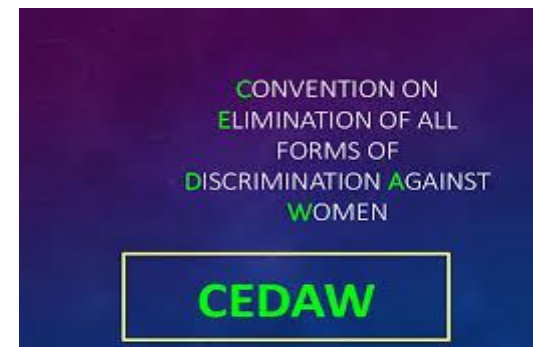 CONVENTION ON
ELIMINATION OF ALL
FORMS OF
DISCRIMINATION AGAINST
WOMEN
CEDAW